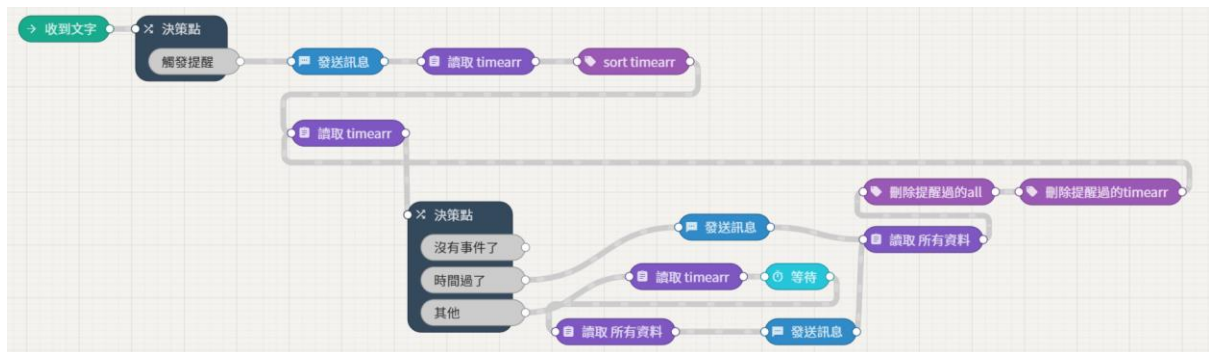 收到文字
決策點
觸發提醒
發送訊息
讀取 timearr
sort timearr
讀取 timearr
決策點
沒有事件了
時間過了
其他
發送訊息
讀取 timearr
等待
讀取 所有資料
發送訊息
讀取 所有資料
刪除提醒過的all
刪除提醒過的timearr